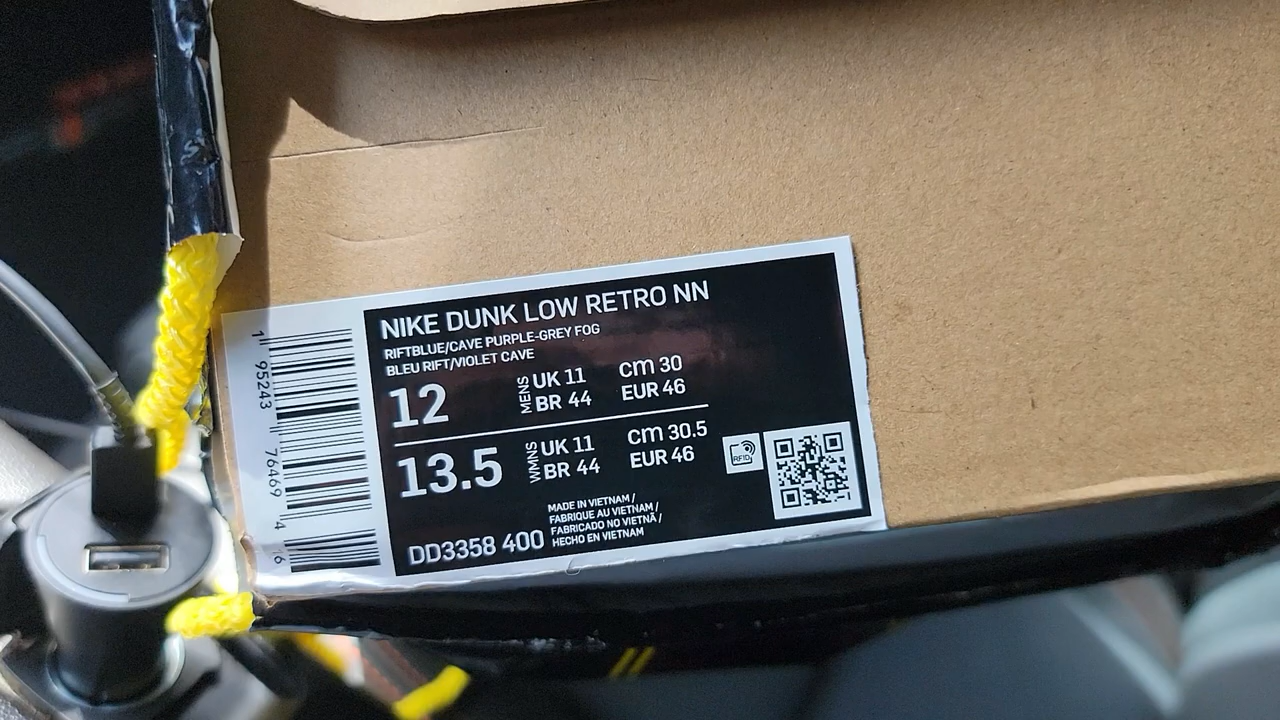 NIKE DUNK LOW RETRO NN
RIFTBLUE/CAVE PURPLE-GREY FOG
BLEU RIFT/VIOLET CAVE
12 MENS UK 11 cm 30
BR 44 EUR 46
13.5 WMNS UK 11 cm 30.5
BR 44 EUR 46
RFID
MADE IN VIETNAM /
FABRIQUE AU VIETNAM /
FABRICADO NO VIETNÃ /
HECHO EN VIETNAM
DD3358 400
1 95243 76469 4 16